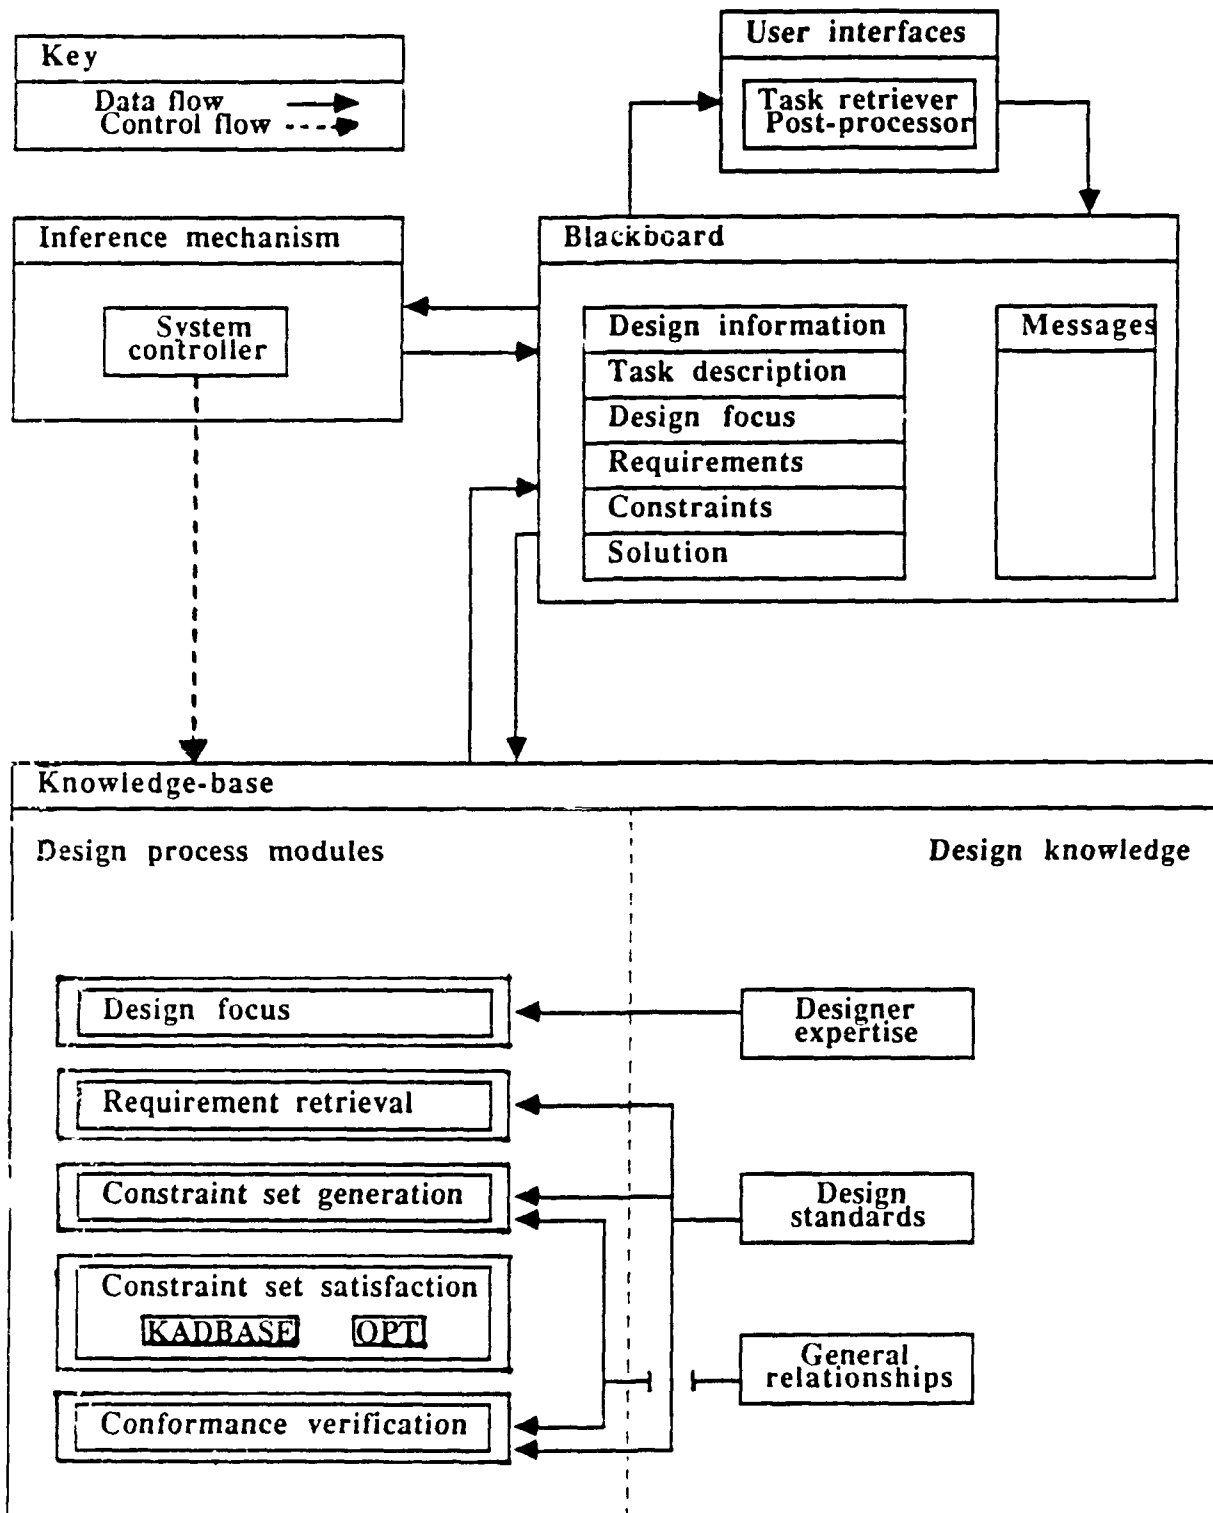 Key
Data flow
Control flow
User interfaces
Task retriever
Post-processor
Inference mechanism
System
controller
Blackboard
Design information
Task description
Design focus
Requirements
Constraints
Solution
Messages
Knowledge-base
Design process modules
Design knowledge
Design focus
Designer
expertise
Requirement retrieval
Constraint set generation
Design
standards
Constraint set satisfaction
KADBASE OPT
General
relationships
Conformance verification